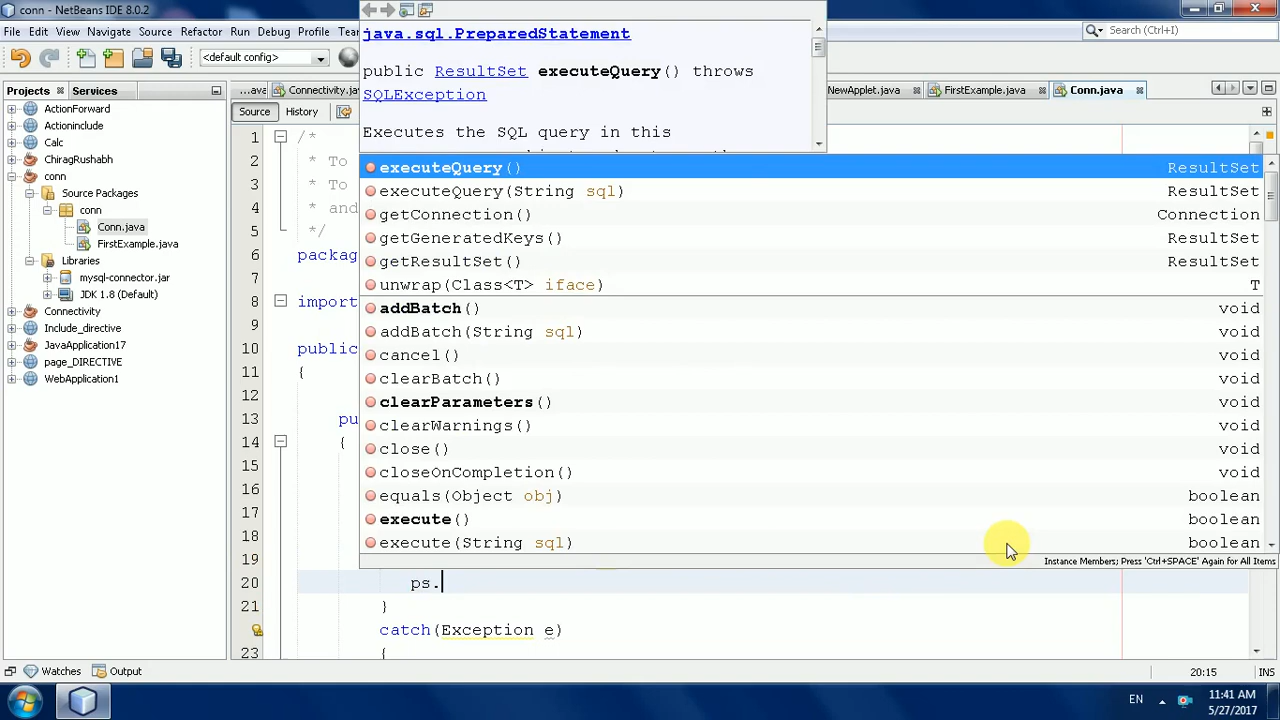 conn - NetBeans IDE 8.0.2
File Edit View Navigate Source Refactor Run Debug Profile Tear
Search (Ctrl+I)
<default config>
Projects Services
...ava Connectivity.j NewApplet.java FirstExample.java Conn.java
Source History
java.sql.PreparedStatement
public ResultSet executeQuery() throws
SQLException
Executes the SQL query in this
executeQuery() ResultSet
executeQuery(String sql) ResultSet
getConnection() Connection
getGeneratedKeys() ResultSet
getResultSet() ResultSet
unwrap(Class<T> iface) T
addBatch() void
addBatch(String sql) void
cancel() void
clearBatch() void
clearParameters() void
clearWarnings() void
close() void
closeOnCompletion() void
equals(Object obj) boolean
execute() boolean
execute(String sql) boolean
Instance Members; Press 'Ctrl+SPACE' Again for All Items
ActionForward
Actioninclude
Calc
ChiragRushabh
conn
Source Packages
conn
Conn.java
FirstExample.java
Libraries
mysql-connector.jar
JDK 1.8 (Default)
Connectivity
Include_directive
JavaApplication17
page_DIRECTIVE
WebApplication1
1 /*
2 * To
3 * To
4 * and
5 */
6 packag
7
8 import
9
10 public
11 {
12
13 pu
14 {
15
16
17
18
19
20 ps.
21 }
catch(Exception e)
23 {
Watches Output
20:15 INS
EN 11:41 AM
5/27/2017